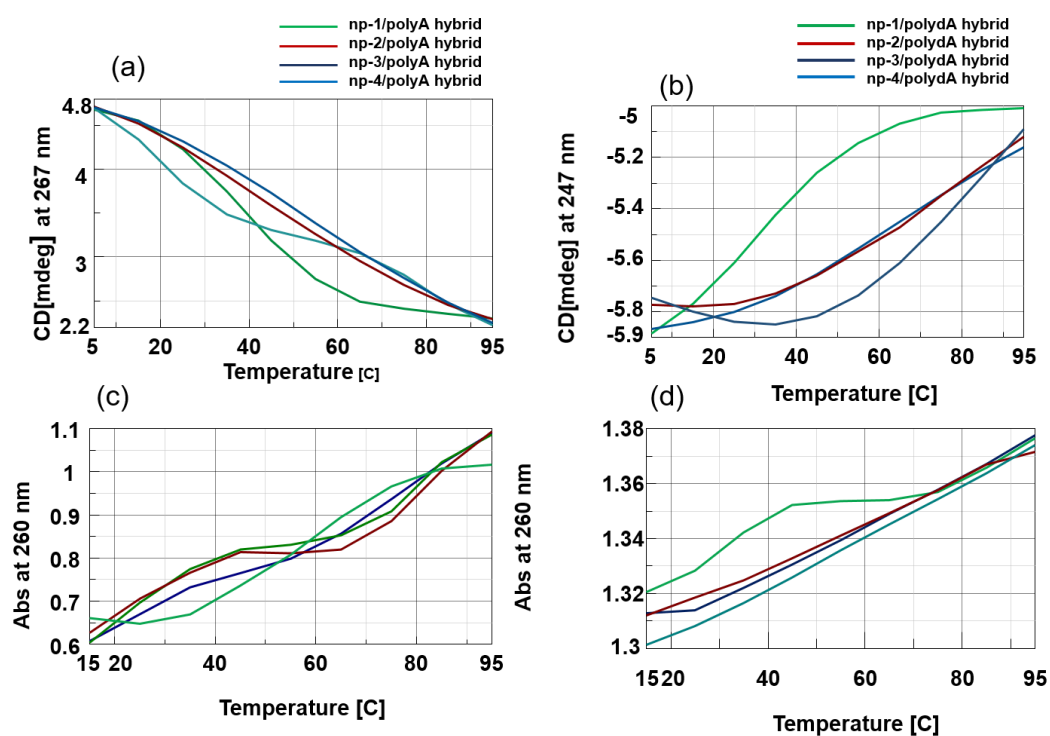 np-1/polyA hybrid
np-2/polyA hybrid
np-3/polyA hybrid
np-4/polyA hybrid
(a)
4.8
4
3
2.2
CD[mdeg] at 267 nm
5 20 40 60 80 95
Temperature [C]
np-1/polydA hybrid
np-2/polydA hybrid
np-3/polydA hybrid
np-4/polydA hybrid
(b)
-5
-5.2
-5.4
-5.6
-5.8
-5.9
CD[mdeg] at 247 nm
5 20 40 60 80 95
Temperature [C]
(c)
1.1
1
0.9
0.8
0.7
0.6
Abs at 260 nm
15 20 40 60 80 95
Temperature [C]
(d)
1.38
1.36
1.34
1.32
1.3
Abs at 260 nm
15 20 40 60 80 95
Temperature [C]